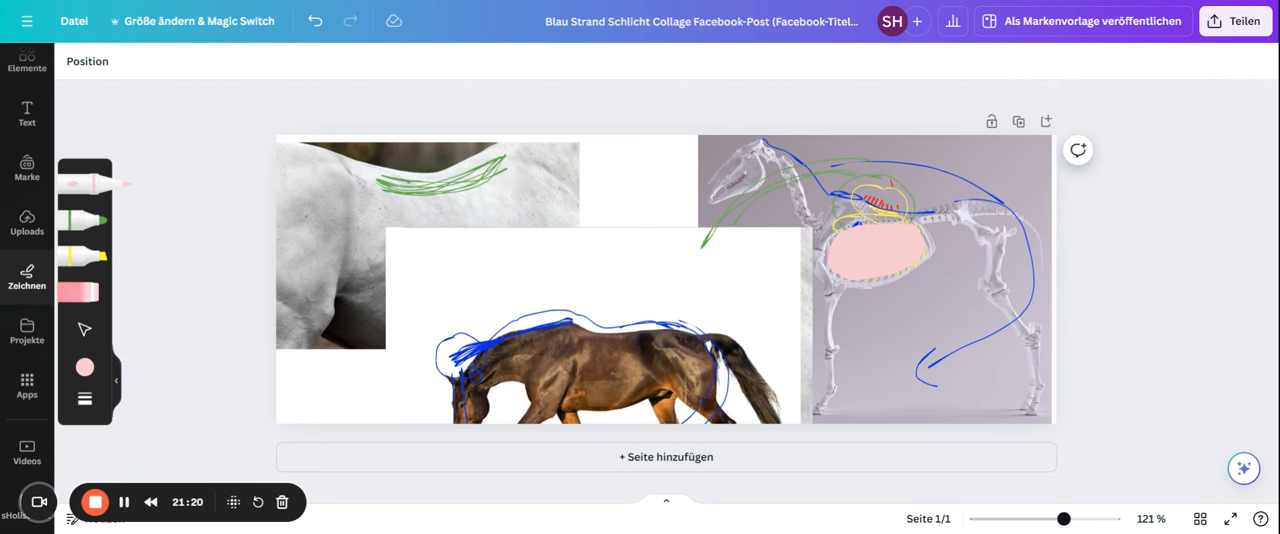 Datei
Größe ändern & Magic Switch
Blau Strand Schlicht Collage Facebook-Post (Facebook-Titel...
SH
Als Markenvorlage veröffentlichen
Teilen
Elemente
Position
Text
Marke
Uploads
Zeichnen
Projekte
Apps
Videos
+ Seite hinzufügen
21:20
Seite 1/1
121 %